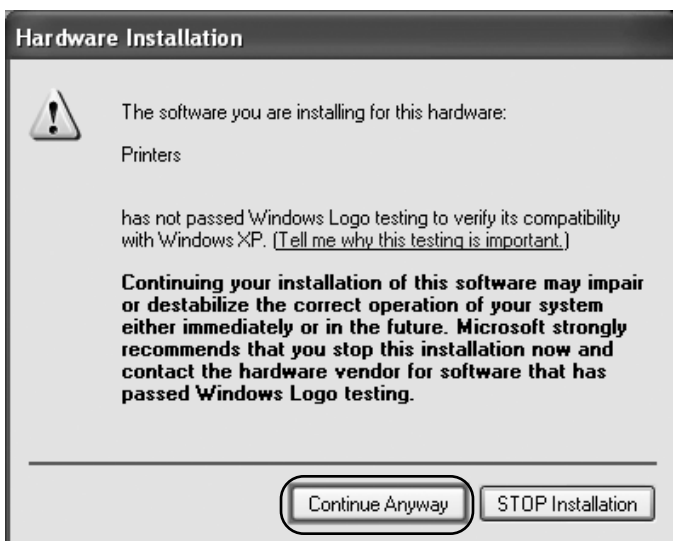 Hardware Installation
The software you are installing for this hardware:
Printers
has not passed Windows Logo testing to verify its compatibility
with Windows XP. (Tell me why this testing is important.)
Continuing your installation of this software may impair
or destabilize the correct operation of your system
either immediately or in the future. Microsoft strongly
recommends that you stop this installation now and
contact the hardware vendor for software that has
passed Windows Logo testing.
Continue Anyway
STOP Installation